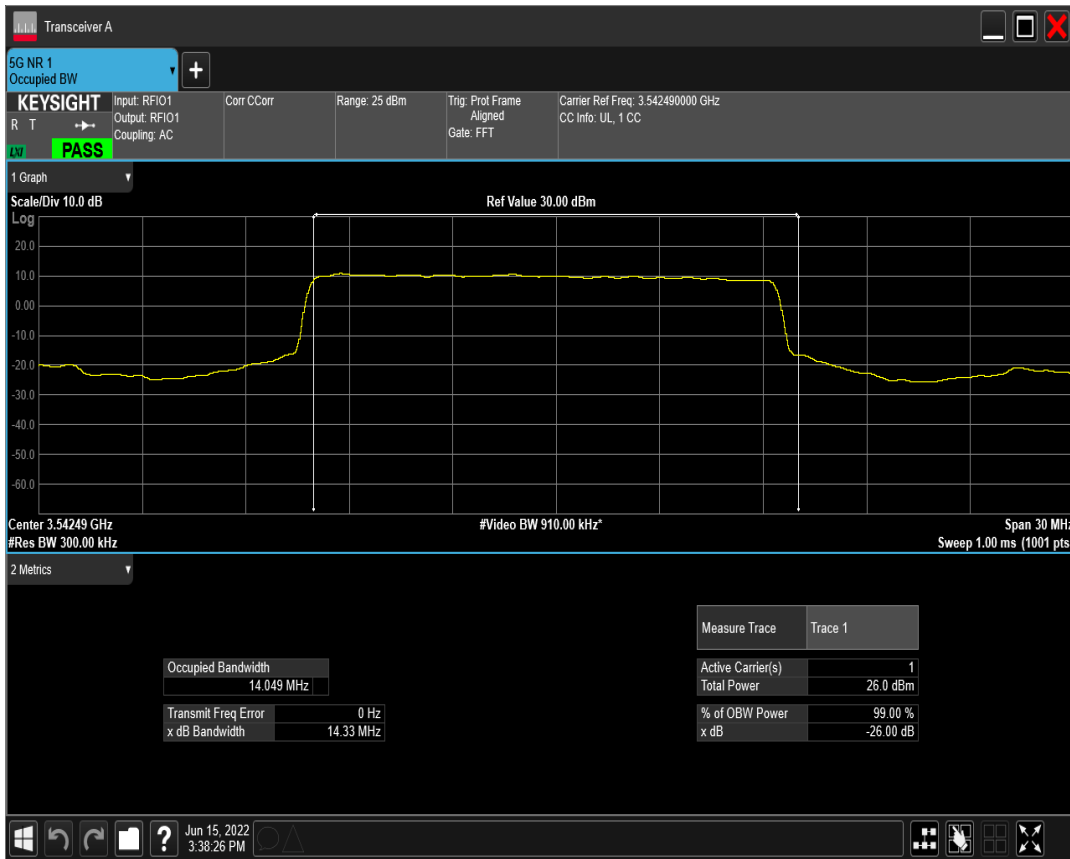 Transceiver A
5G NR 1
Occupied BW
KEYSIGHT
R T
LXI
PASS
Input: RFIO1
Output: RFIO1
Coupling: AC
Corr CCorr
Range: 25 dBm
Trig: Prot Frame
Aligned
Gate: FFT
Carrier Ref Freq: 3.542490000 GHz
CC Info: UL, 1 CC
1 Graph
Scale/Div 10.0 dB
Ref Value 30.00 dBm
Log
20.0
10.0
0.00
-10.0
-20.0
-30.0
-40.0
-50.0
-60.0
Center 3.54249 GHz
#Video BW 910.00 kHz*
Span 30 MHz
#Res BW 300.00 kHz
Sweep 1.00 ms (1001 pts
2 Metrics
Measure Trace Trace 1
Occupied Bandwidth
14.049 MHz
Active Carrier(s) 1
Total Power 26.0 dBm
Transmit Freq Error 0 Hz
x dB Bandwidth 14.33 MHz
% of OBW Power 99.00 %
x dB -26.00 dB
?
Jun 15, 2022
3:38:26 PM